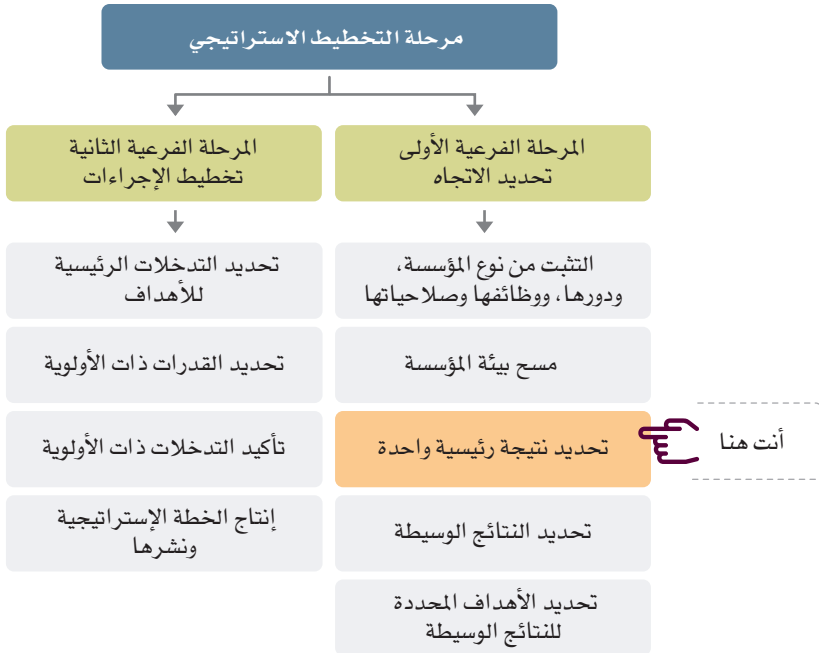 مرحلة التخطيط الاستراتيجي
المرحلة الفرعية الأولى
تحديد الاتجاه
التثبت من نوع المؤسسة،
ودورها، ووظائفها وصلاحياتها
مسح بيئة المؤسسة
تحديد نتيجة رئيسية واحدة
أنت هنا
تحديد النتائج الوسيطة
تحديد الأهداف المحددة
للنتائج الوسيطة
المرحلة الفرعية الثانية
تخطيط الإجراءات
تحديد التدخلات الرئيسية
للأهداف
تحديد القدرات ذات الأولوية
تأكيد التدخلات ذات الأولوية
إنتاج الخطة الإستراتيجية
ونشرها